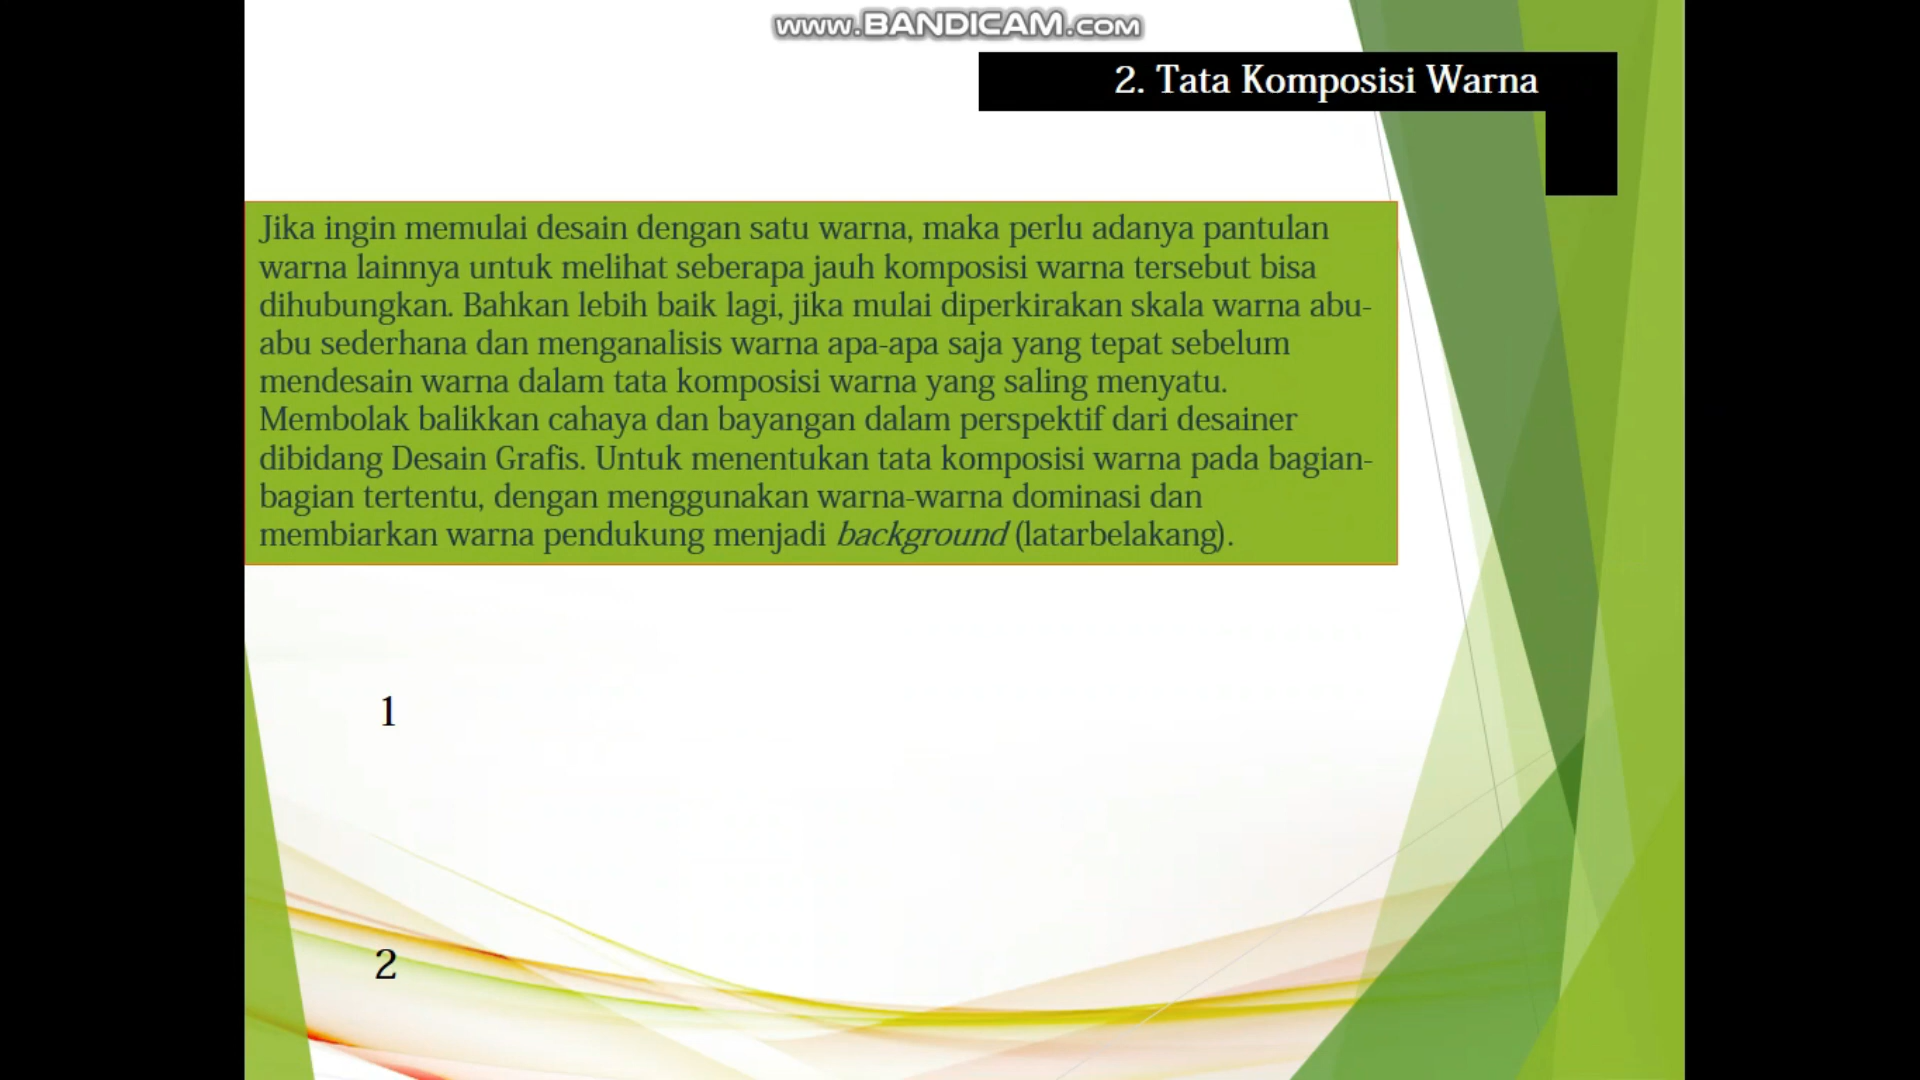 www.BANDICAM.com
2. Tata Komposisi Warna
Jika ingin memulai desain dengan satu warna, maka perlu adanya pantulan
warna lainnya untuk melihat seberapa jauh komposisi warna tersebut bisa
dihubungkan. Bahkan lebih baik lagi, jika mulai diperkirakan skala warna abu-
abu sederhana dan menganalisis warna apa-apa saja yang tepat sebelum
mendesain warna dalam tata komposisi warna yang saling menyatu.
Membolak balikkan cahaya dan bayangan dalam perspektif dari desainer
dibidang Desain Grafis. Untuk menentukan tata komposisi warna pada bagian-
bagian tertentu, dengan menggunakan warna-warna dominasi dan
membiarkan warna pendukung menjadi background (latarbelakang).
1
2